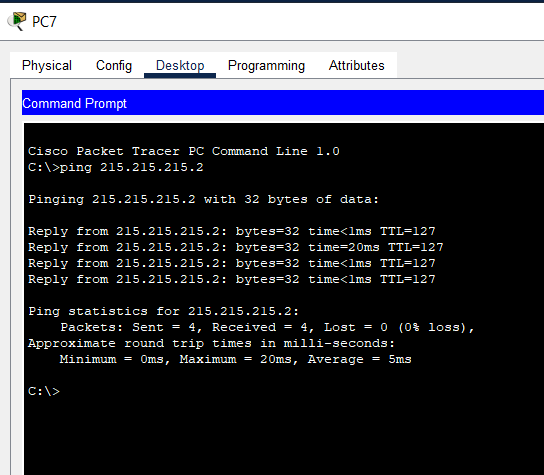 PC7
Physical Config Desktop Programming Attributes
Command Prompt
Cisco Packet Tracer PC Command Line 1.0
C:\>ping 215.215.215.2
Pinging 215.215.215.2 with 32 bytes of data:
Reply from 215.215.215.2: bytes=32 time<1ms TTL=127
Reply from 215.215.215.2: bytes=32 time=20ms TTL=127
Reply from 215.215.215.2: bytes=32 time<1ms TTL=127
Reply from 215.215.215.2: bytes=32 time<1ms TTL=127
Ping statistics for 215.215.215.2:
    Packets: Sent = 4, Received = 4, Lost = 0 (0% loss),
Approximate round trip times in milli-seconds:
    Minimum = 0ms, Maximum = 20ms, Average = 5ms
C:\>